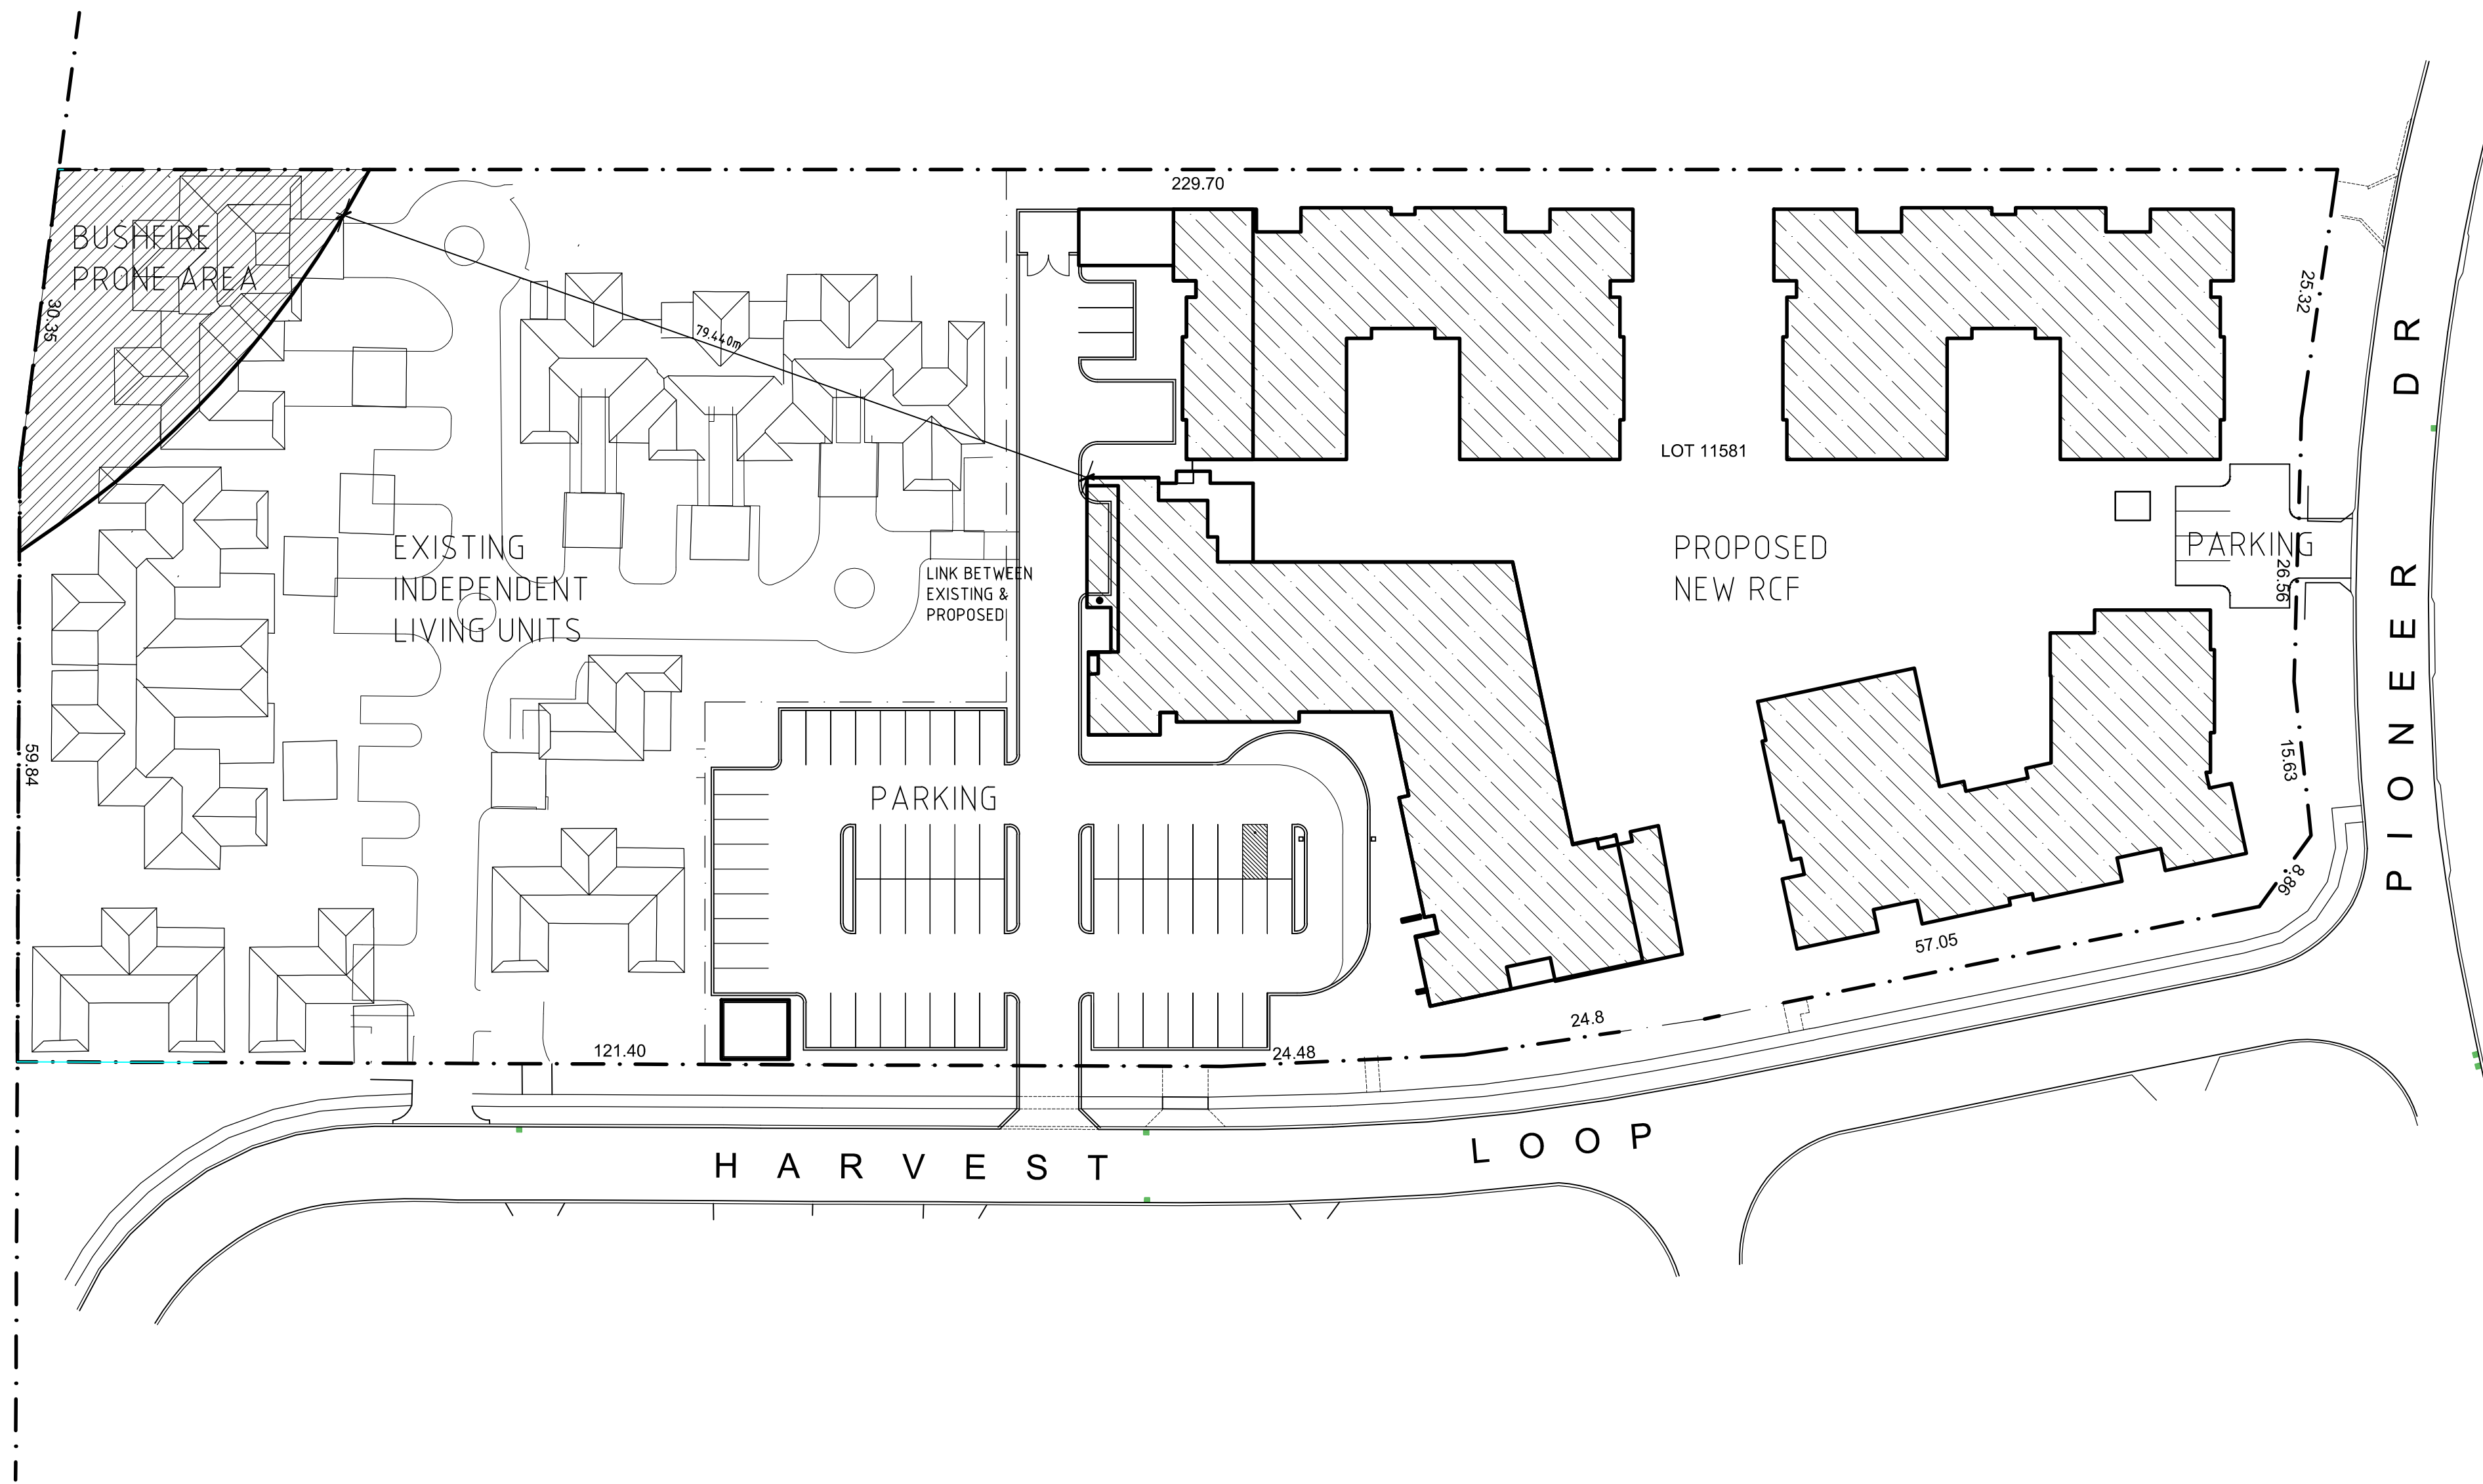 229.70
BUSHFIRE
PRONE AREA
30.35
79.440m
25.32
LOT 11581
EXISTING
INDEPENDENT
LIVING UNITS
LINK BETWEEN
EXISTING &
PROPOSED
PROPOSED
NEW RCF
PARKING
26.56
PIONEER DR
59.84
PARKING
15.63
8.86
57.05
24.8
24.48
121.40
HARVEST LOOP